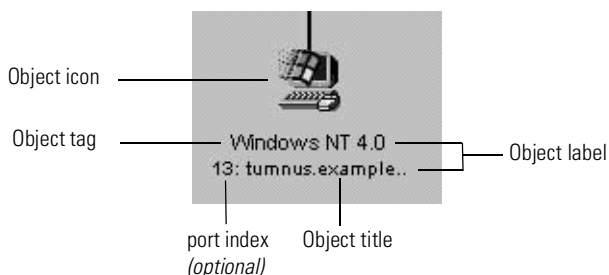 Object icon
Object tag
Windows NT 4.0
Object label
13: tumnus.example..
port index
(optional)
Object title